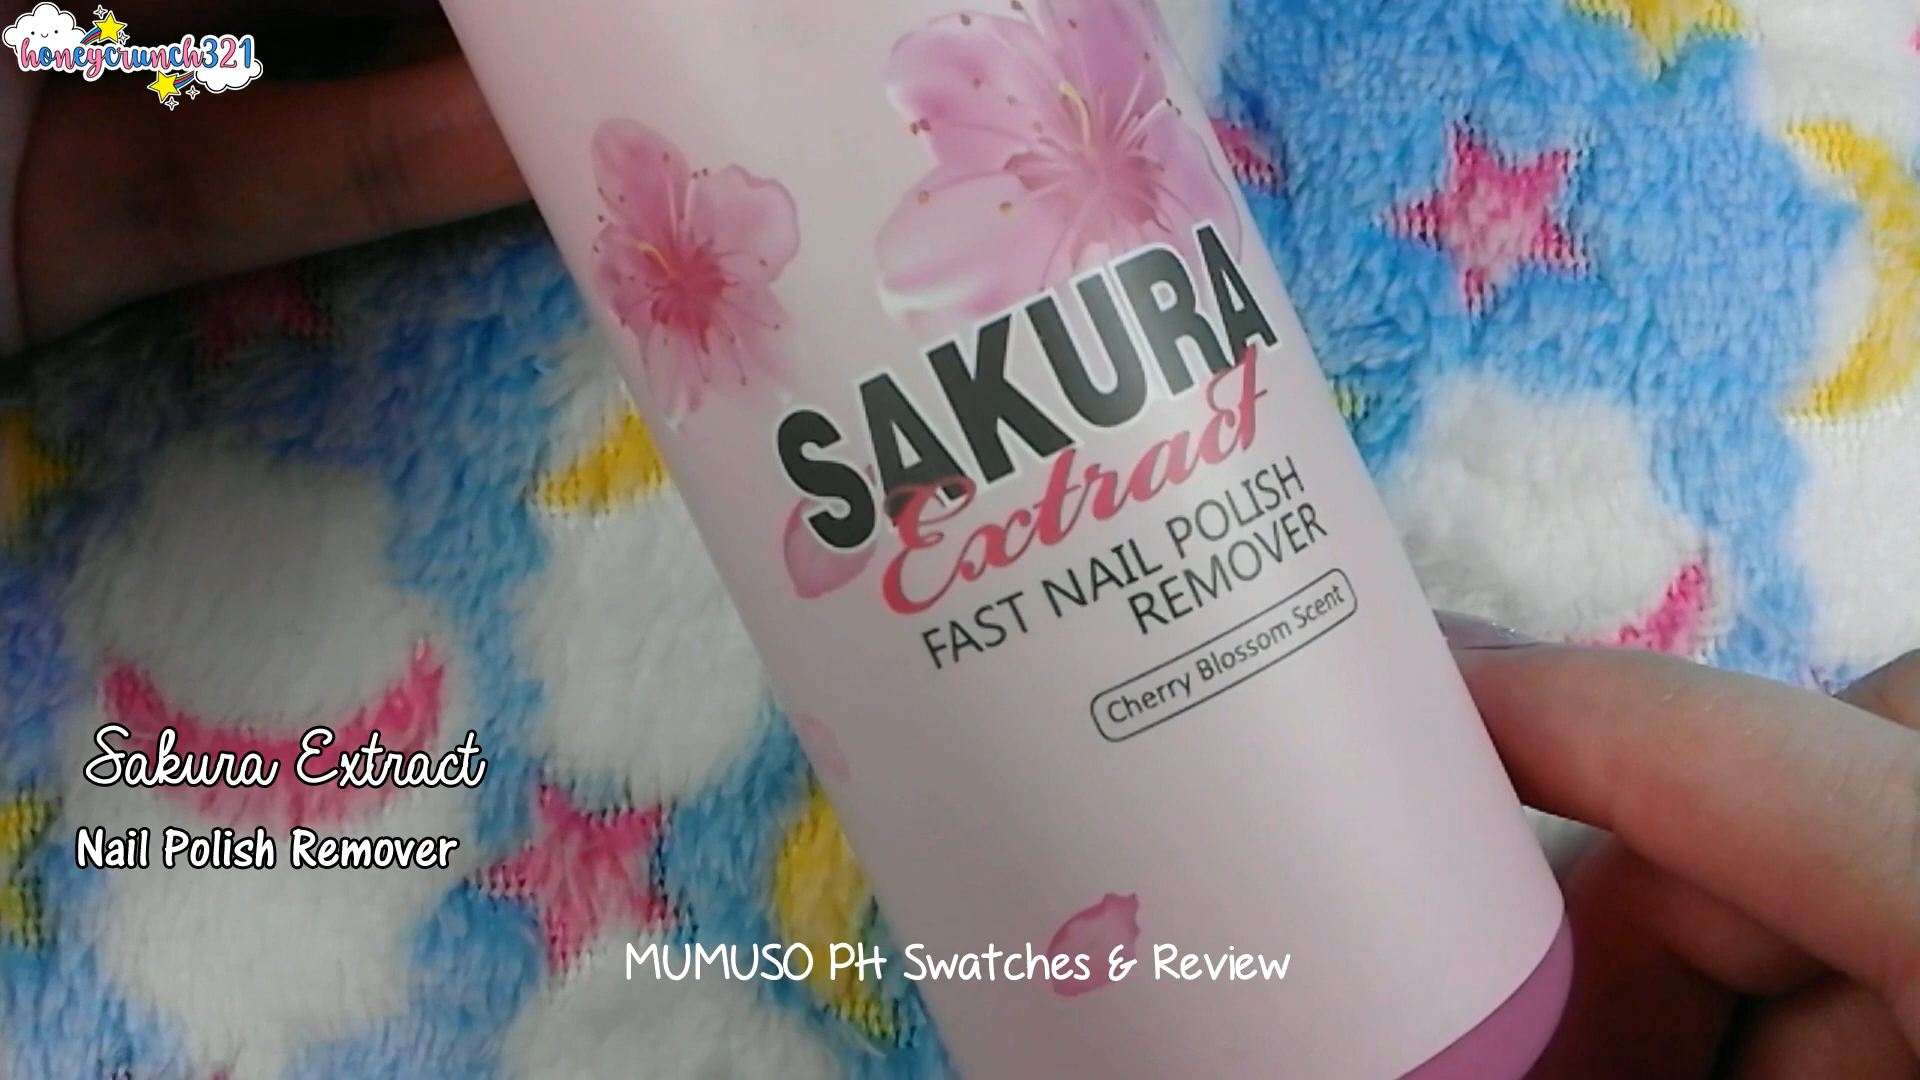 honeycrunch321
SAKURA
Extract
FAST NAIL POLISH
REMOVER
Cherry Blossom Scent
Sakura Extract
Nail Polish Remover
MUMUSO PH Swatches & Review